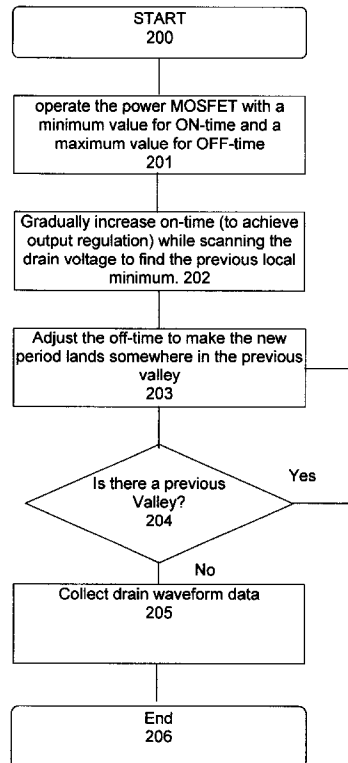 START
200
operate the power MOSFET with a
minimum value for ON-time and a
maximum value for OFF-time
201
Gradually increase on-time (to achieve
output regulation) while scanning the
drain voltage to find the previous local
minimum. 202
Adjust the off-time to make the new
period lands somewhere in the previous
valley
203
Yes
Is there a previous
Valley?
204
No
Collect drain waveform data
205
End
206